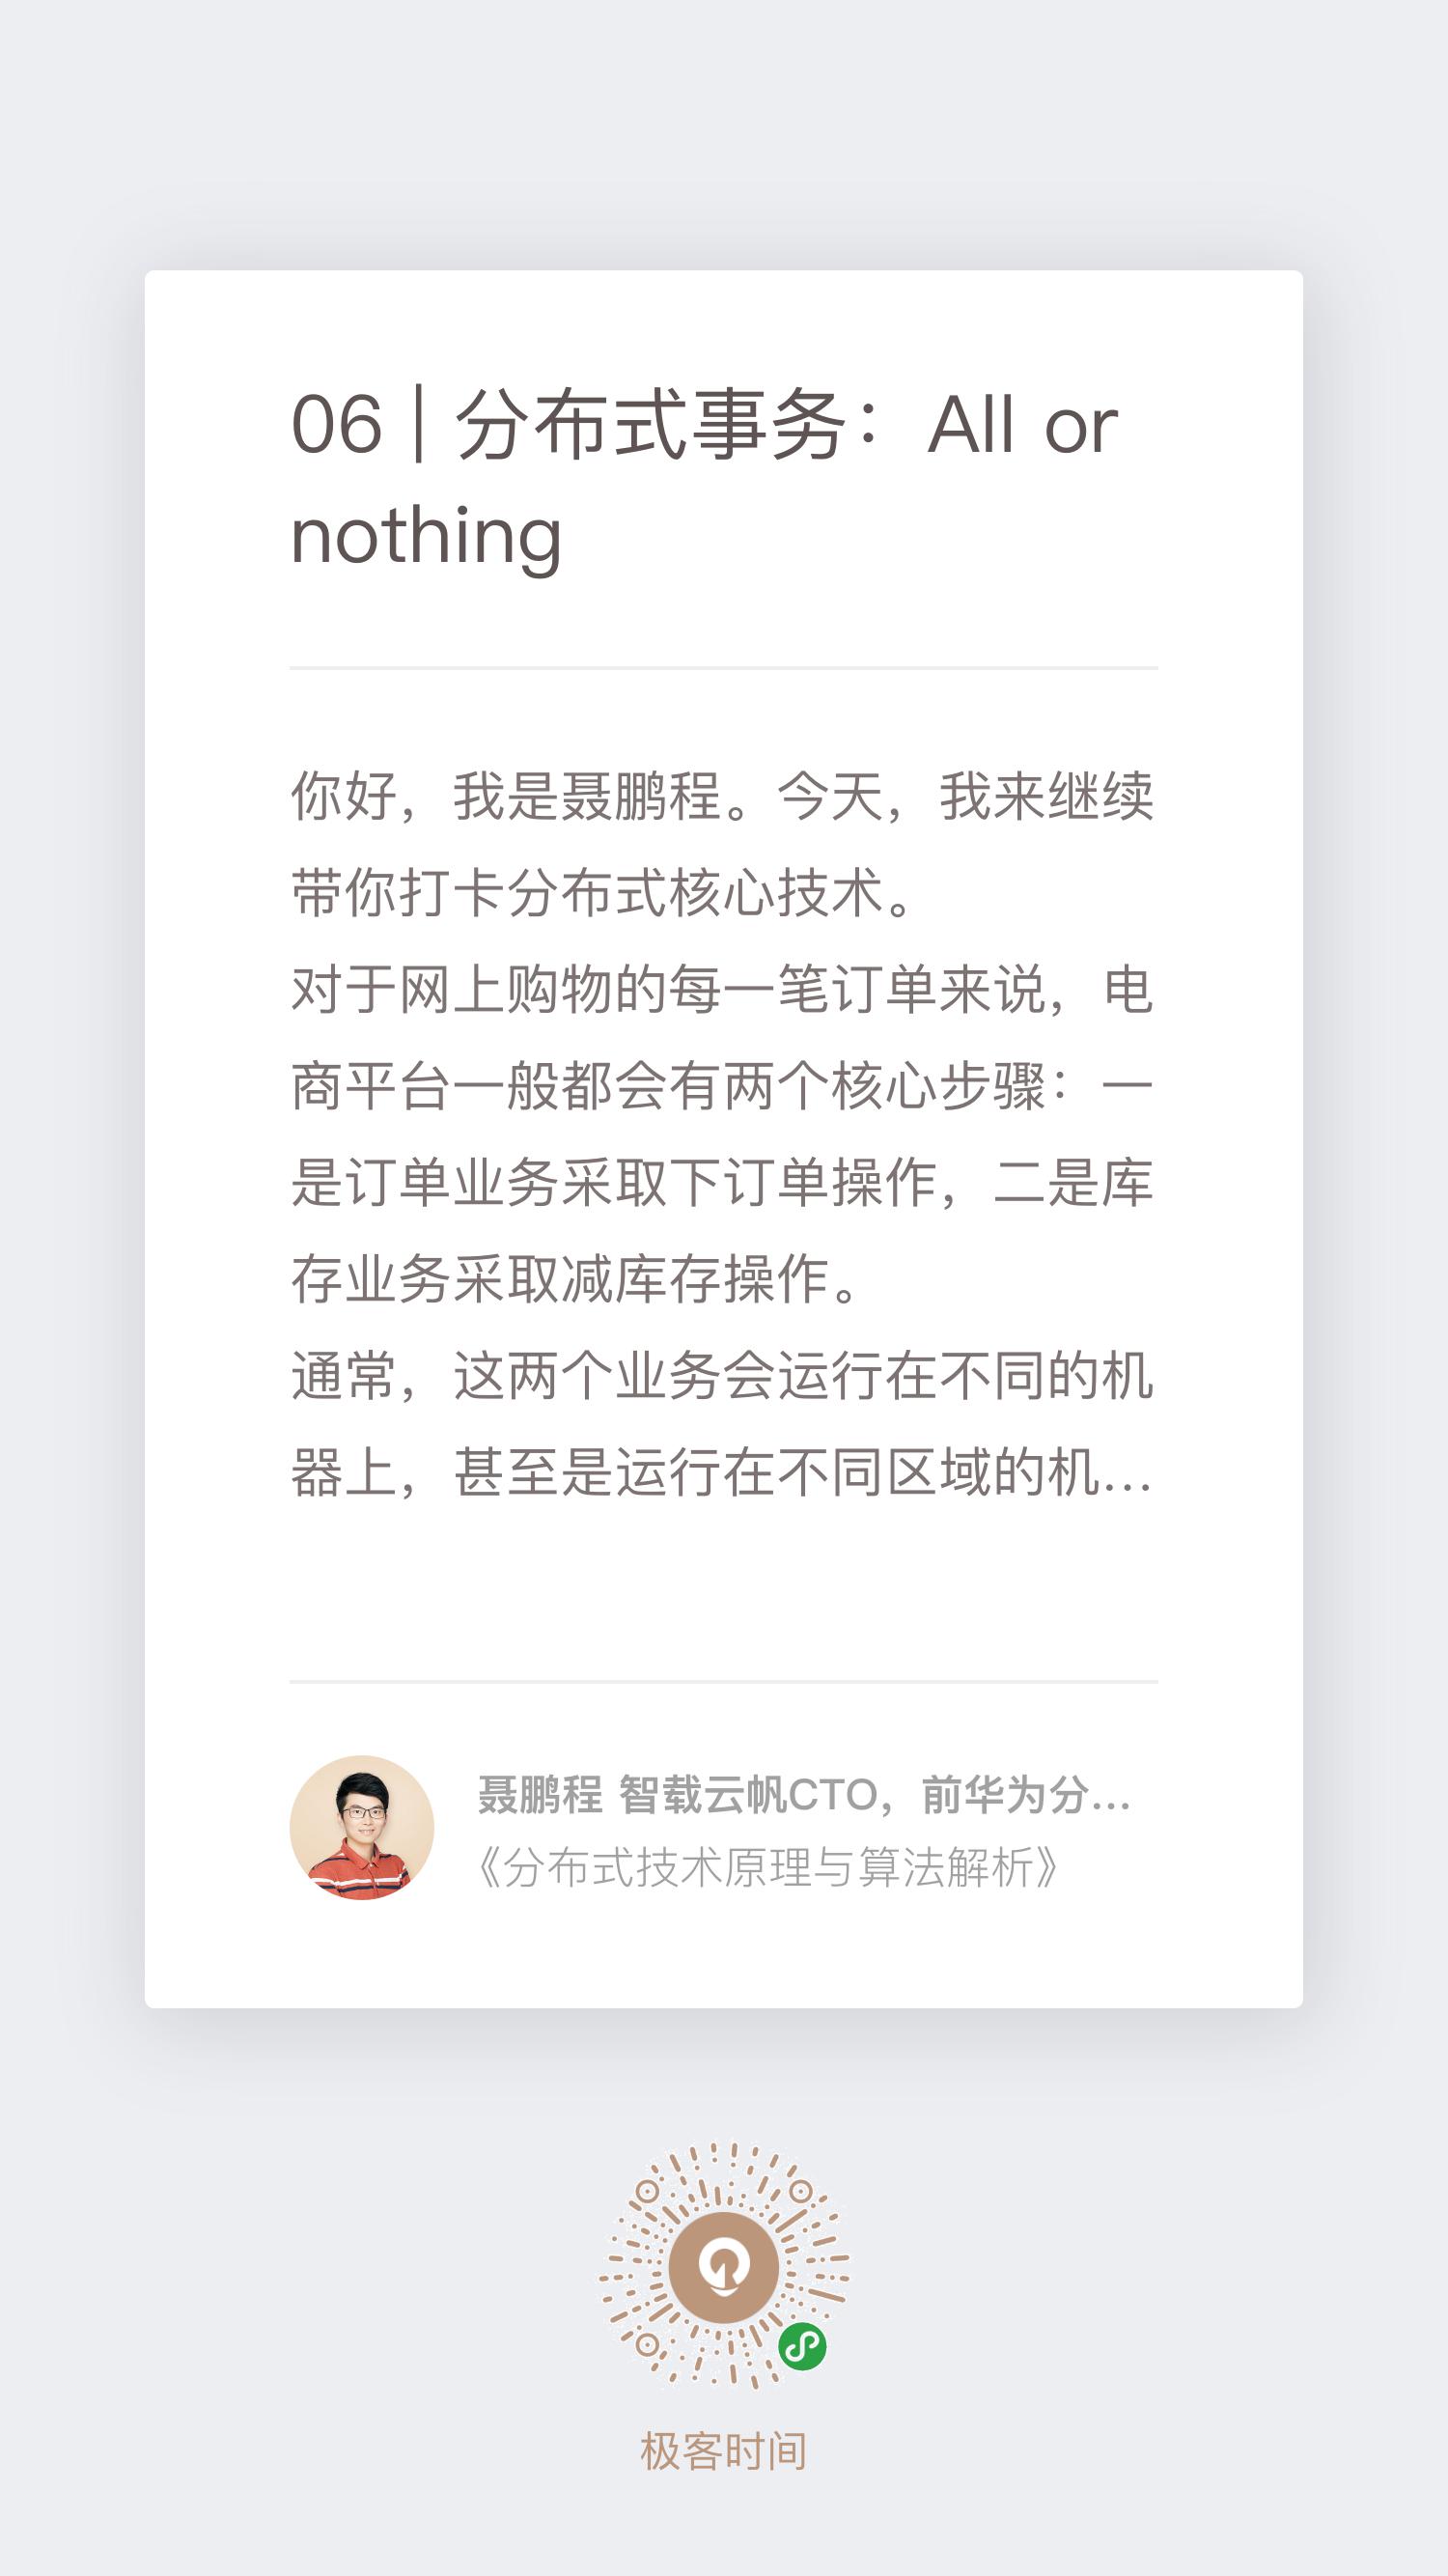 06 | 分布式事务：All or
nothing
你好，我是聂鹏程。今天，我来继续
带你打卡分布式核心技术。
对于网上购物的每一笔订单来说，电
商平台一般都会有两个核心步骤：一
是订单业务采取下订单操作，二是库
存业务采取减库存操作。
通常，这两个业务会运行在不同的机
器上，甚至是运行在不同区域的机...
聂鹏程 智载云帆CTO，前华为分...
《分布式技术原理与算法解析》
极客时间